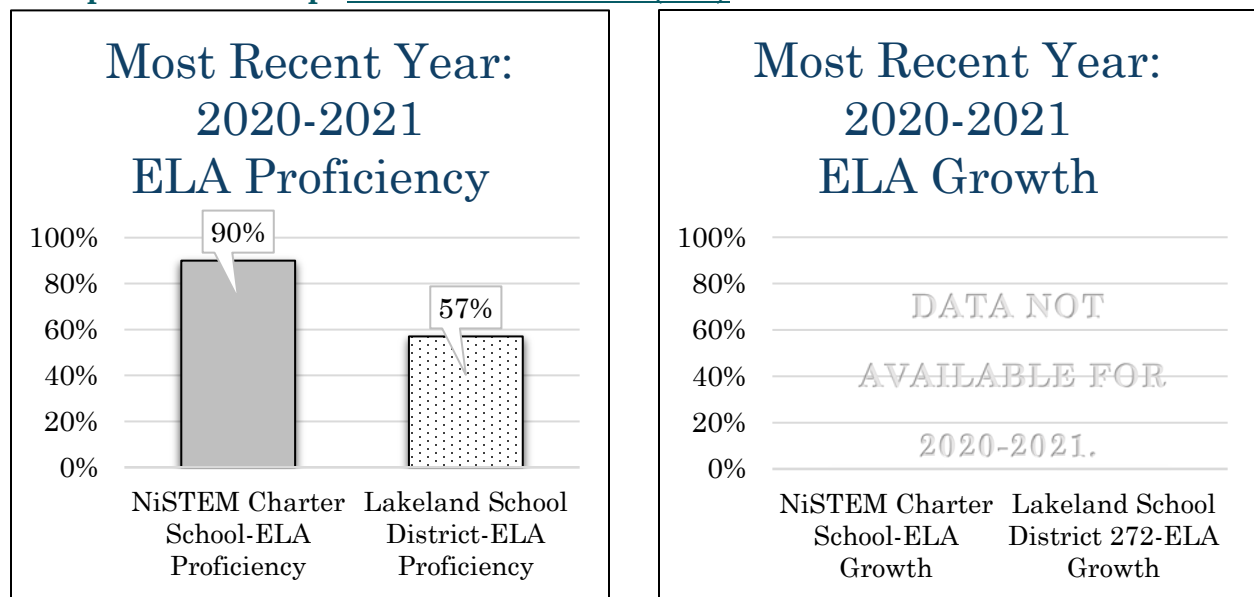 Most Recent Year:
2020-2021
ELA Proficiency
100%
80%
60%
40%
20%
0%
90%
57%
NiSTEM Charter
School-ELA
Proficiency
Lakeland School
District-ELA
Proficiency
Most Recent Year:
2020-2021
ELA Growth
100%
80%
60%
40%
20%
0%
DATA NOT
AVAILABLE FOR
2020-2021.
NiSTEM Charter
School-ELA
Growth
Lakeland School
District 272-ELA
Growth